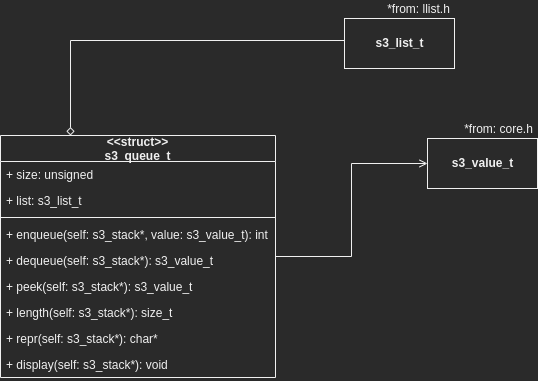 *from: llist.h
s3_list_t
*from: core.h
s3_value_t
<<struct>>
s3_queue_t
+ size: unsigned
+ list: s3_list_t
+ enqueue(self: s3_stack*, value: s3_value_t): int
+ dequeue(self: s3_stack*): s3_value_t
+ peek(self: s3_stack*): s3_value_t
+ length(self: s3_stack*): size_t
+ repr(self: s3_stack*): char*
+ display(self: s3_stack*): void